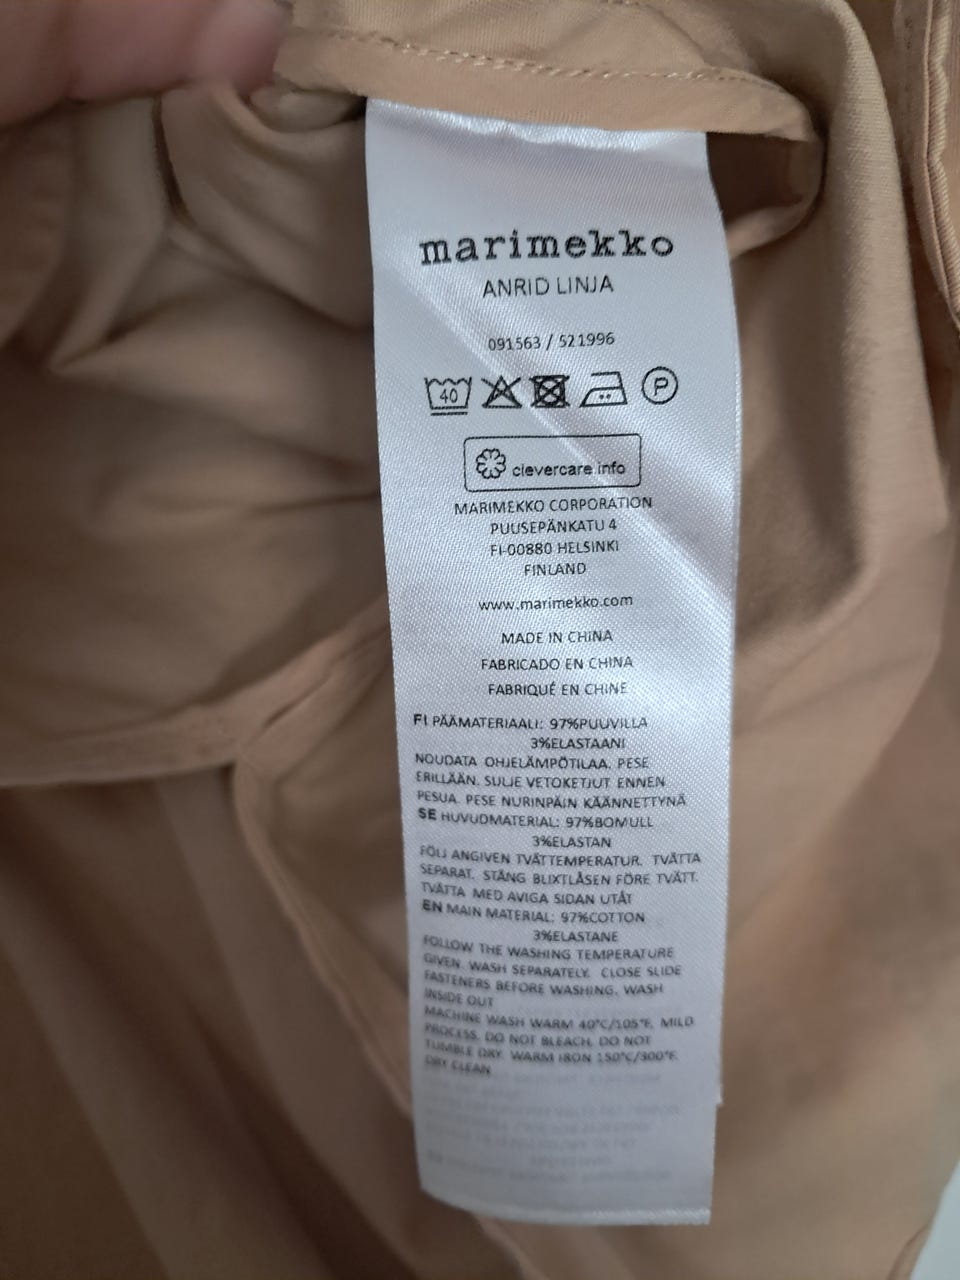 marimekko
ANRID LINJA
091563 / 521996
40 P
clevercare.info
MARIMEKKO CORPORATION
PUUSEPÄNKATU 4
FI-00880 HELSINKI
FINLAND
www.marimekko.com
MADE IN CHINA
FABRICADO EN CHINA
FABRIQUÉ EN CHINE
FI PÄÄMATERIAALI: 97%PUUVILLA
3%ELASTAANI
NOUDATA OHJELÄMPÖTILAA. PESE
ERILLÄÄN. SULJE VETOKETJUT ENNEN
PESUA. PESE NURINPÄIN KÄÄNNETTYNÄ
SE HUVUDMATERIAL: 97%BOMULL
3%ELASTAN
FÖLJ ANGIVEN TVÄTTEMPERATUR. TVÄTTA
SEPARAT. STÄNG BLIXTLÅSEN FÖRE TVÄTT.
TVÄTTA MED AVIGA SIDAN UTÅT
EN MAIN MATERIAL: 97%COTTON
3%ELASTANE
FOLLOW THE WASHING TEMPERATURE
GIVEN. WASH SEPARATELY. CLOSE SLIDE
FASTENERS BEFORE WASHING. WASH
INSIDE OUT
MACHINE WASH WARM 40°C/105°F, MILD
PROCESS, DO NOT BLEACH, DO NOT
TUMBLE DRY. WARM IRON 150°C/300°F.
DRY CLEAN